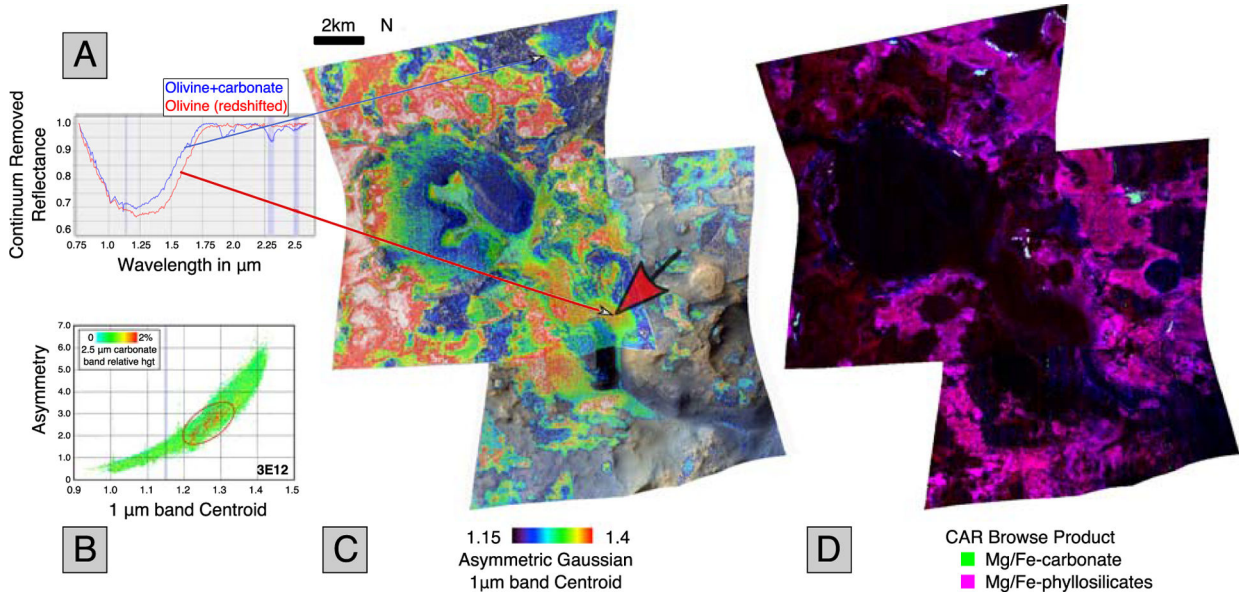 A
2km N
Olivine+carbonate
Olivine (redshifted)
Continuum Removed
Reflectance
1.0
0.9
0.8
0.7
0.6
0.75 1.0 1.25 1.5 1.75 2.0 2.25 2.5
Wavelength in µm
7.0
6.0
5.0
4.0
3.0
2.0
1.0
0
Asymmetry
0 2%
2.5 µm carbonate
band relative hgt
3E12
0.9 1.0 1.1 1.2 1.3 1.4 1.5
1 µm band Centroid
B
C
1.15 1.4
Asymmetric Gaussian
1µm band Centroid
D
CAR Browse Product
Mg/Fe-carbonate
Mg/Fe-phyllosilicates